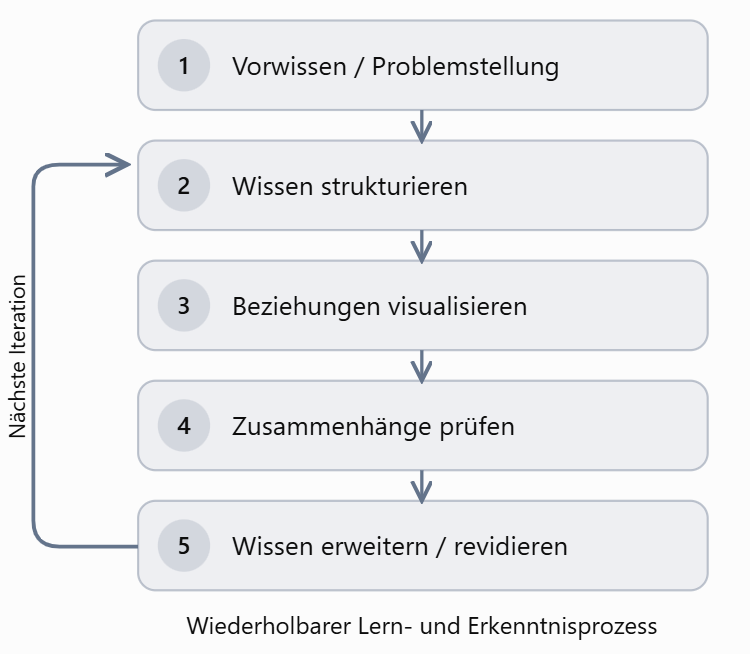 1 Vorwissen / Problemstellung
2 Wissen strukturieren
3 Beziehungen visualisieren
4 Zusammenhänge prüfen
5 Wissen erweitern / revidieren
Nächste Iteration
Wiederholbarer Lern- und Erkenntnisprozess